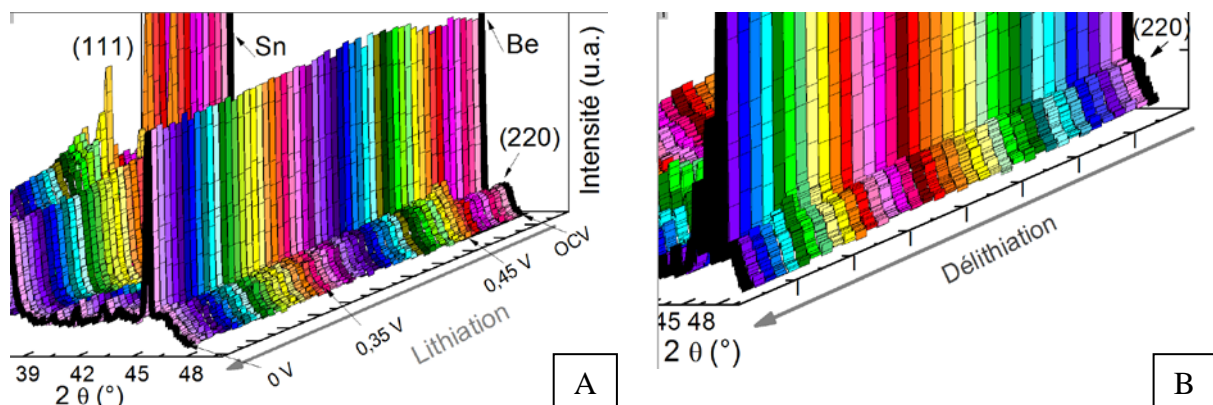 (111)
Sn
Be
(220)
Intensité (u.a.)
OCV
0,45 V
0,35 V
0 V
Lithiation
39 42 45 48
2 θ (°)
A
(220)
Délithiation
45 48
2 θ (°)
B